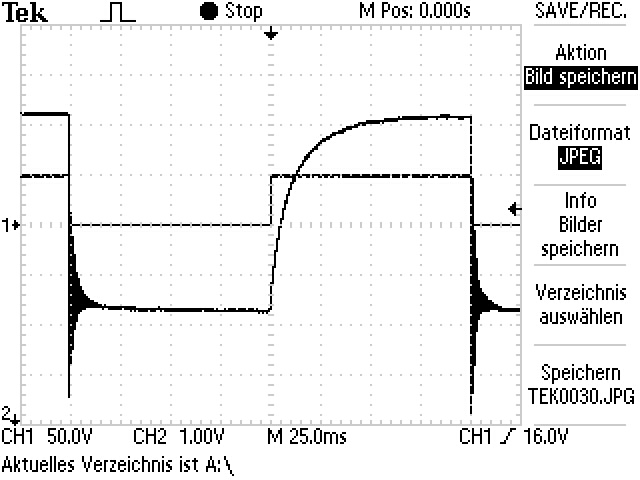 Tek Stop M Pos: 0.000s SAVE/REC.
Aktion
Bild speichern
Dateiformat
JPEG
Info
Bilder
speichern
Verzeichnis
auswählen
Speichern
TEK0030.JPG
1
2
CH1 50.0V CH2 1.00V M 25.0ms CH1 16.0V
Aktuelles Verzeichnis ist A:\